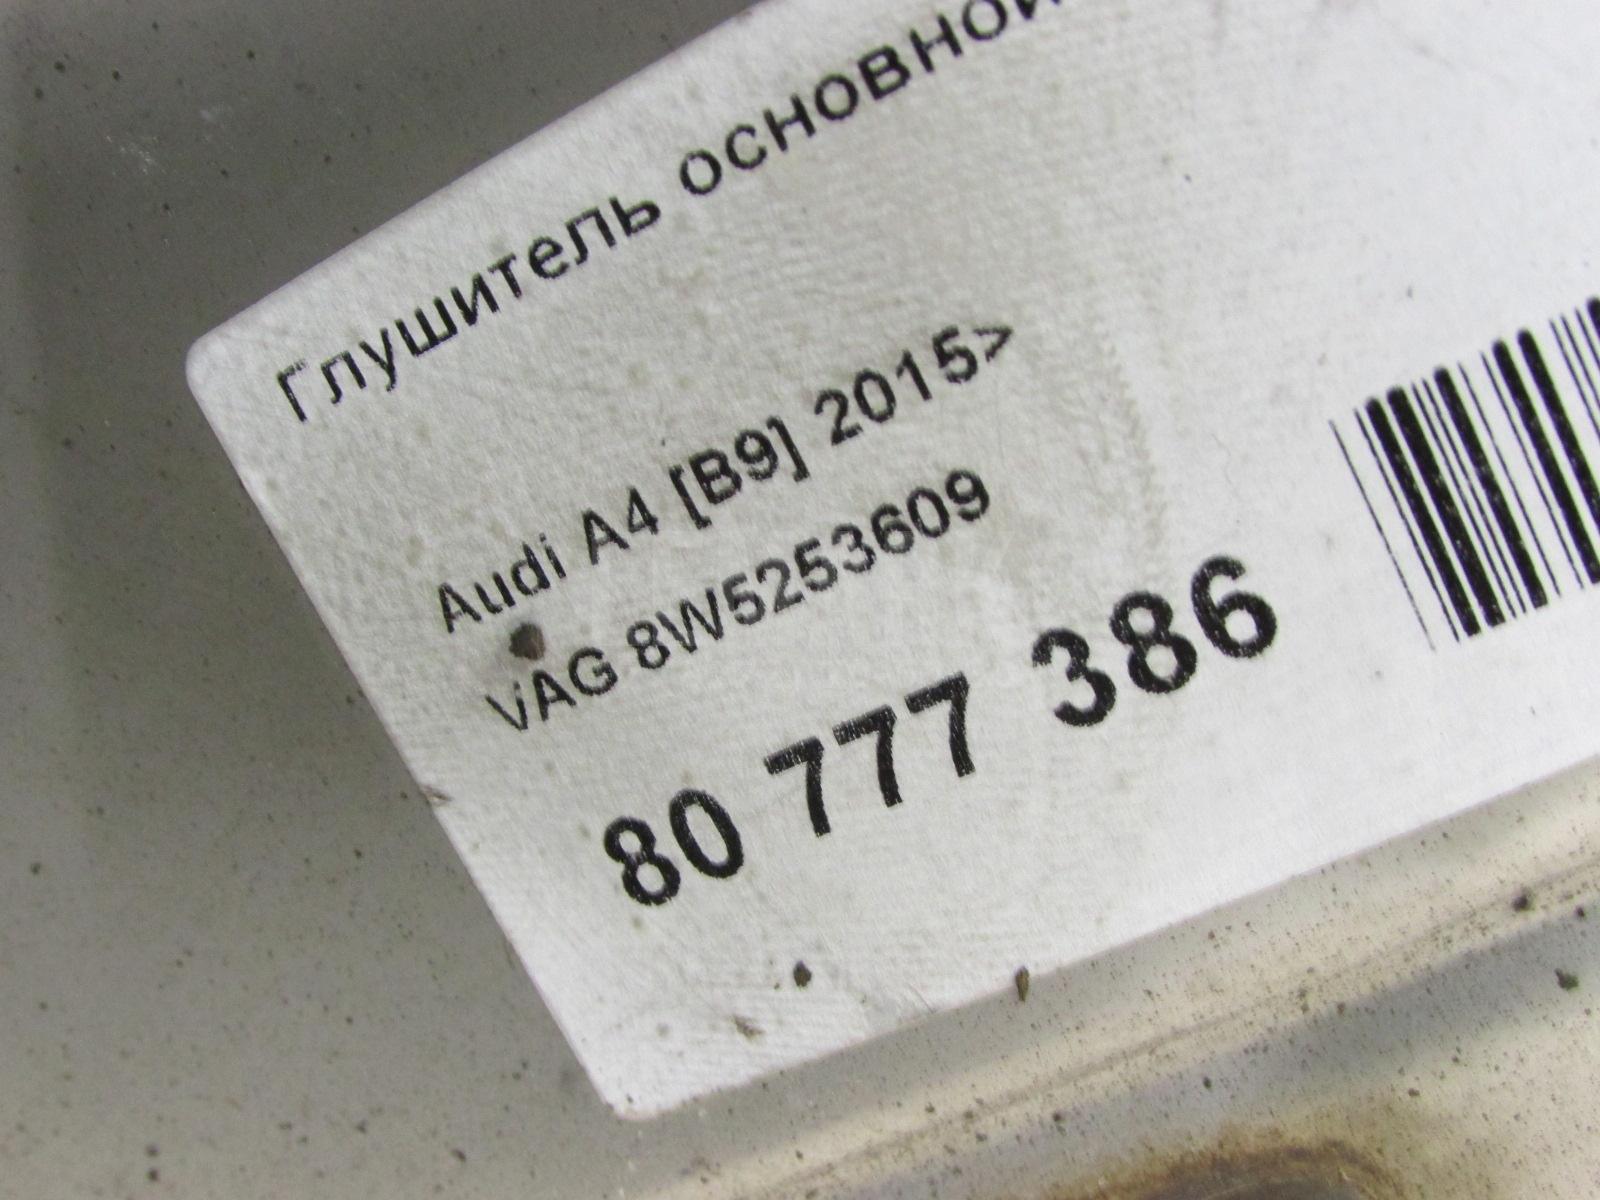 Глушитель основной
Audi A4 [B9] 2015>
VAG 8W5253609
80 777 386